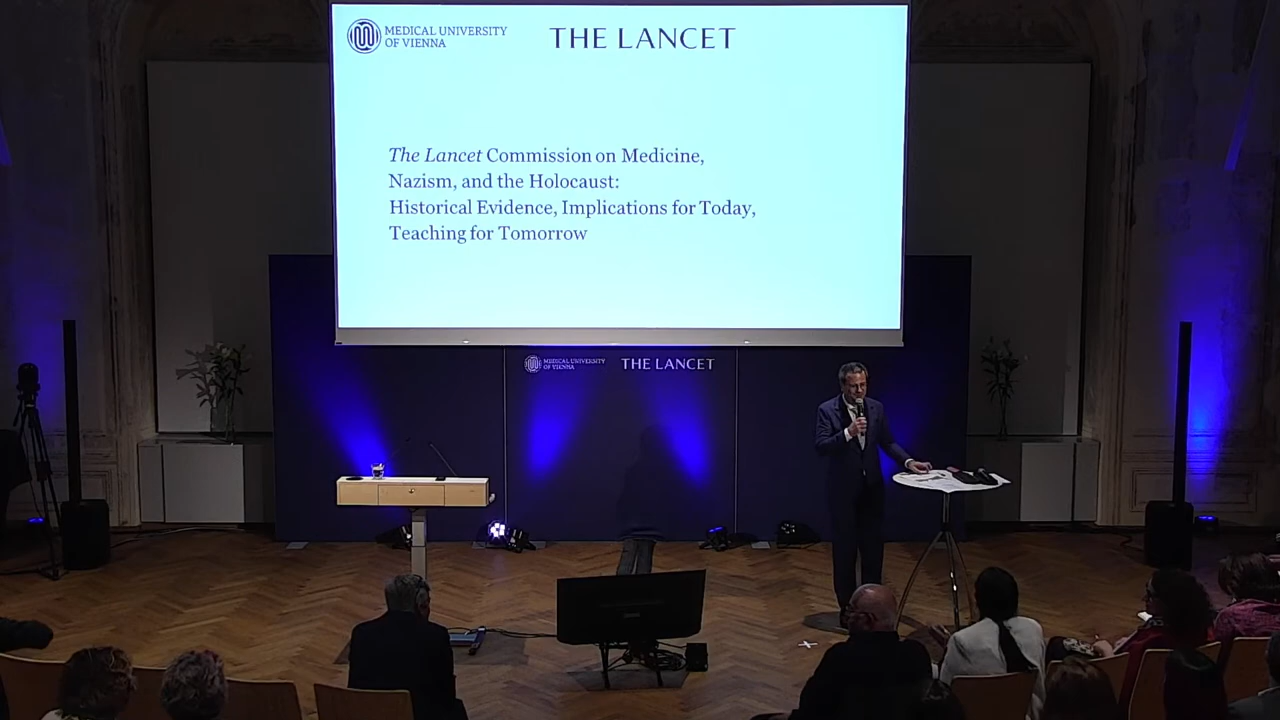 MEDICAL UNIVERSITY
OF VIENNA
THE LANCET
The Lancet Commission on Medicine,
Nazism, and the Holocaust:
Historical Evidence, Implications for Today,
Teaching for Tomorrow
MEDICAL UNIVERSITY
OF VIENNA
THE LANCET